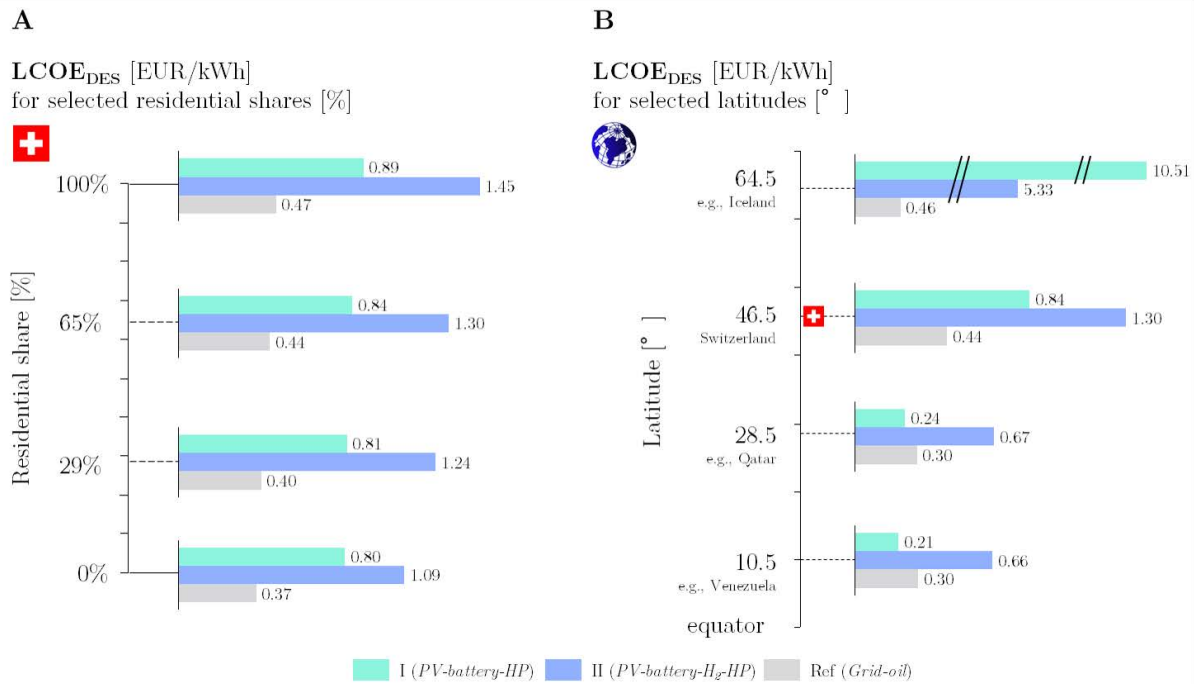 A
LCOE_DES [EUR/kWh]
for selected residential shares [%]
Residential share [%]
100%
0.89
1.45
0.47
65%
0.84
1.30
0.44
29%
0.81
1.24
0.40
0%
0.80
1.09
0.37
B
LCOE_DES [EUR/kWh]
for selected latitudes [° ]
Latitude [° ]
64.5
e.g., Iceland
10.51
5.33
0.46
46.5
Switzerland
0.84
1.30
0.44
28.5
e.g., Qatar
0.24
0.67
0.30
10.5
e.g., Venezuela
0.21
0.66
0.30
equator
I (PV-battery-HP) II (PV-battery-H₂-HP) Ref (Grid-oil)